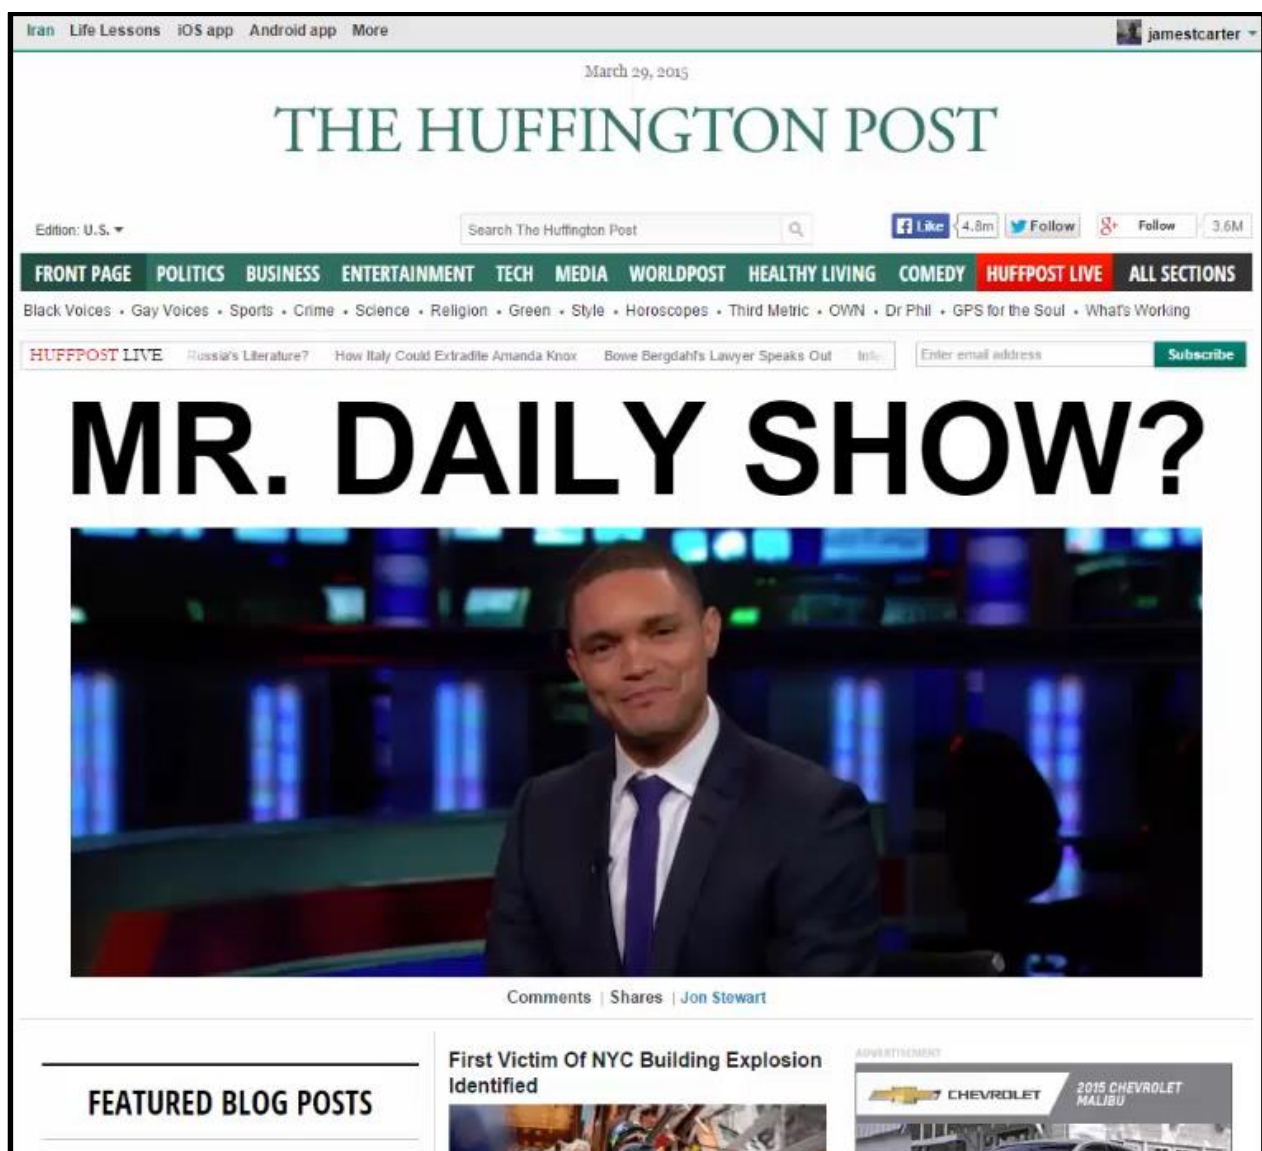 Iran Life Lessons iOS app Android app More jamestcarter
March 29, 2015
THE HUFFINGTON POST
Edition: U.S. Search The Huffington Post Like 4.8m Follow Follow 3.6M
FRONT PAGE POLITICS BUSINESS ENTERTAINMENT TECH MEDIA WORLDPOST HEALTHY LIVING COMEDY HUFFPOST LIVE ALL SECTIONS
Black Voices • Gay Voices • Sports • Crime • Science • Religion • Green • Style • Horoscopes • Third Metric • OWN • Dr Phil • GPS for the Soul • What's Working
HUFFPOST LIVE Russia's Literature? How Italy Could Extradite Amanda Knox Bowe Bergdahl's Lawyer Speaks Out Enter email address Subscribe
MR. DAILY SHOW?
Comments | Shares | Jon Stewart
First Victim Of NYC Building Explosion
Identified
FEATURED BLOG POSTS
ADVERTISEMENT
CHEVROLET
2015 CHEVROLET
MALIBU